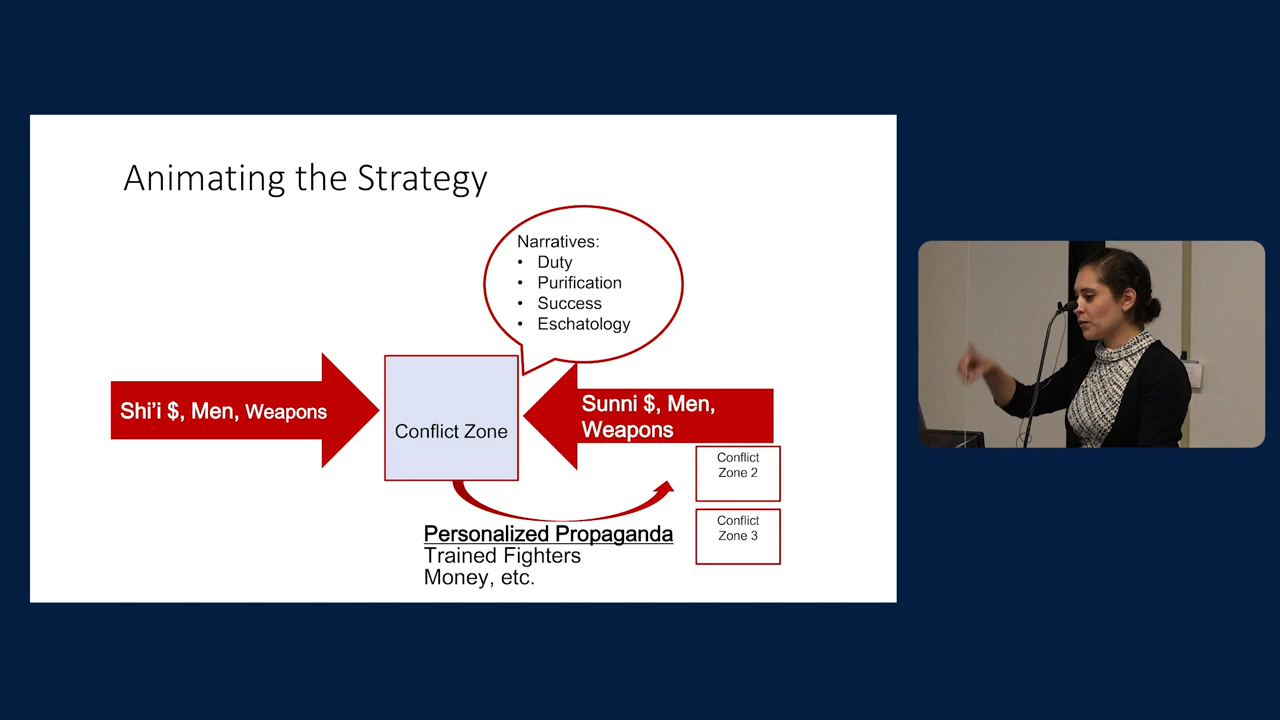 Animating the Strategy
Narratives:
• Duty
• Purification
• Success
• Eschatology
Shi'i $, Men, Weapons
Conflict Zone
Sunni $, Men,
Weapons
Conflict
Zone 2
Conflict
Zone 3
Personalized Propaganda
Trained Fighters
Money, etc.